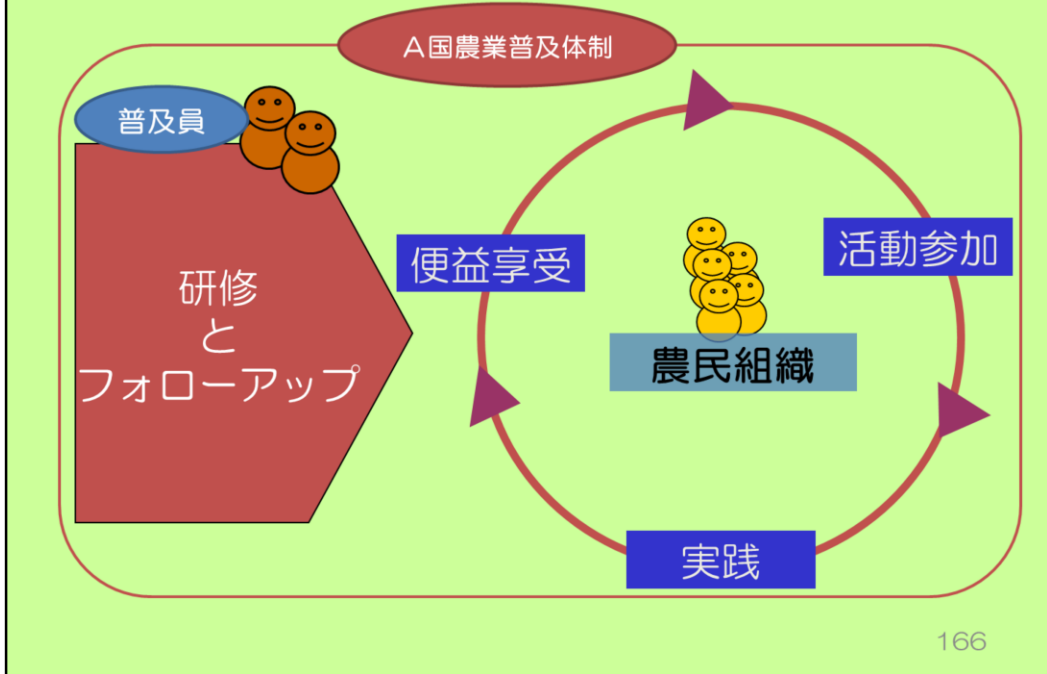 A国農業普及体制
普及員
研修
と
フォローアップ
便益享受
活動参加
農民組織
実践
166